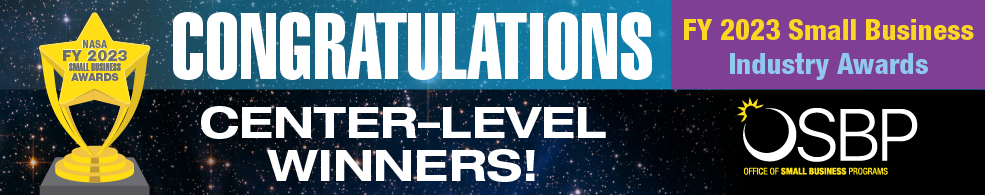 NASA
FY 2023
SMALL BUSINESS
AWARDS
CONGRATULATIONS
CENTER–LEVEL
WINNERS!
FY 2023 Small Business
Industry Awards
OSBP
OFFICE OF SMALL BUSINESS PROGRAMS